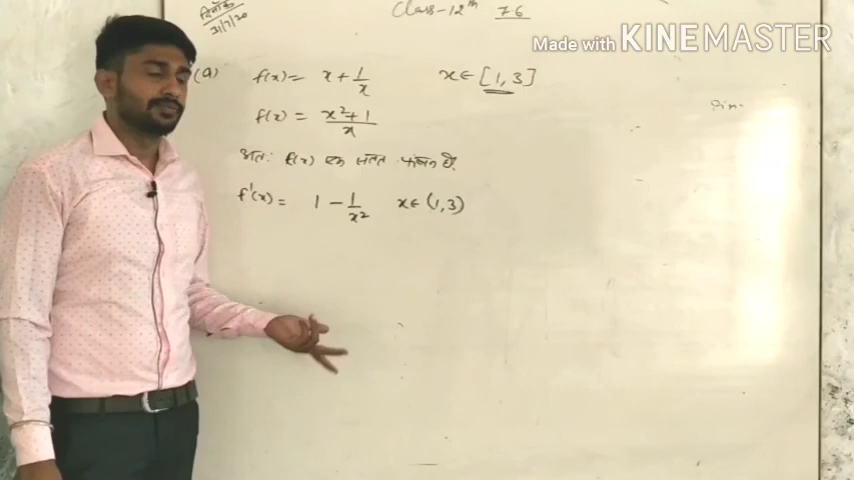 दिनाँक
31/7/20
Class-12th 7.6
Made with KINEMASTER
(a) f(x) = x + 1/x x ∈ [1, 3]
f(x) = x²+1/x
अतः f(x) एक सतत फलन है.
f'(x) = 1 - 1/x² x ∈ (1, 3)